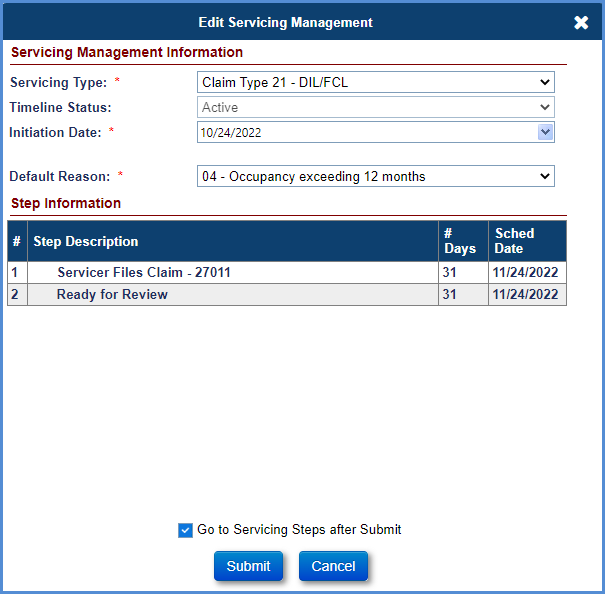 Edit Servicing Management
Servicing Management Information
Servicing Type: * Claim Type 21 - DIL/FCL
Timeline Status: Active
Initiation Date: * 10/24/2022
Default Reason: * 04 - Occupancy exceeding 12 months
Step Information
# Step Description # Days Sched Date
1 Servicer Files Claim - 27011 31 11/24/2022
2 Ready for Review 31 11/24/2022
Go to Servicing Steps after Submit
Submit Cancel